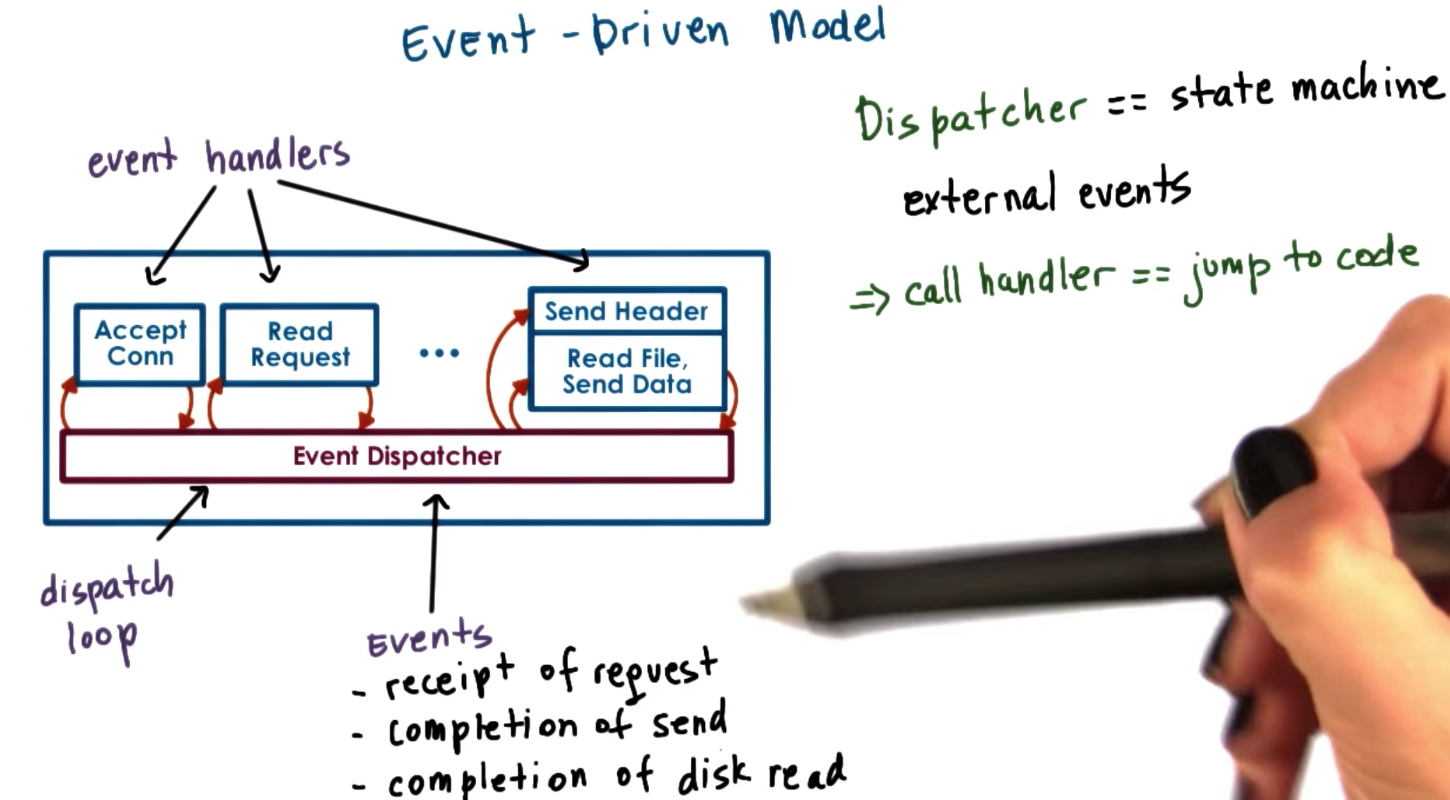 Event - Driven Model
Dispatcher == state machine
external events
=> call handler == jump to code
event handlers
Accept
Conn
Read
Request
...
Send Header
Read File,
Send Data
Event Dispatcher
dispatch
loop
Events
- receipt of request
- completion of send
- completion of disk read